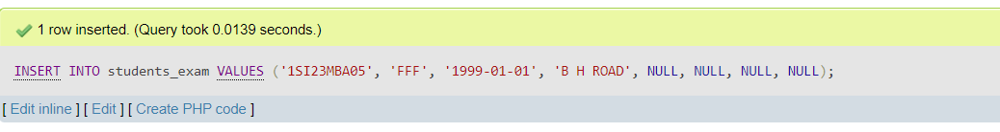 1 row inserted. (Query took 0.0139 seconds.)
INSERT INTO students_exam VALUES ('1SI23MBA05', 'FFF', '1999-01-01', 'B H ROAD', NULL, NULL, NULL, NULL);
[ Edit inline ] [ Edit ] [ Create PHP code ]